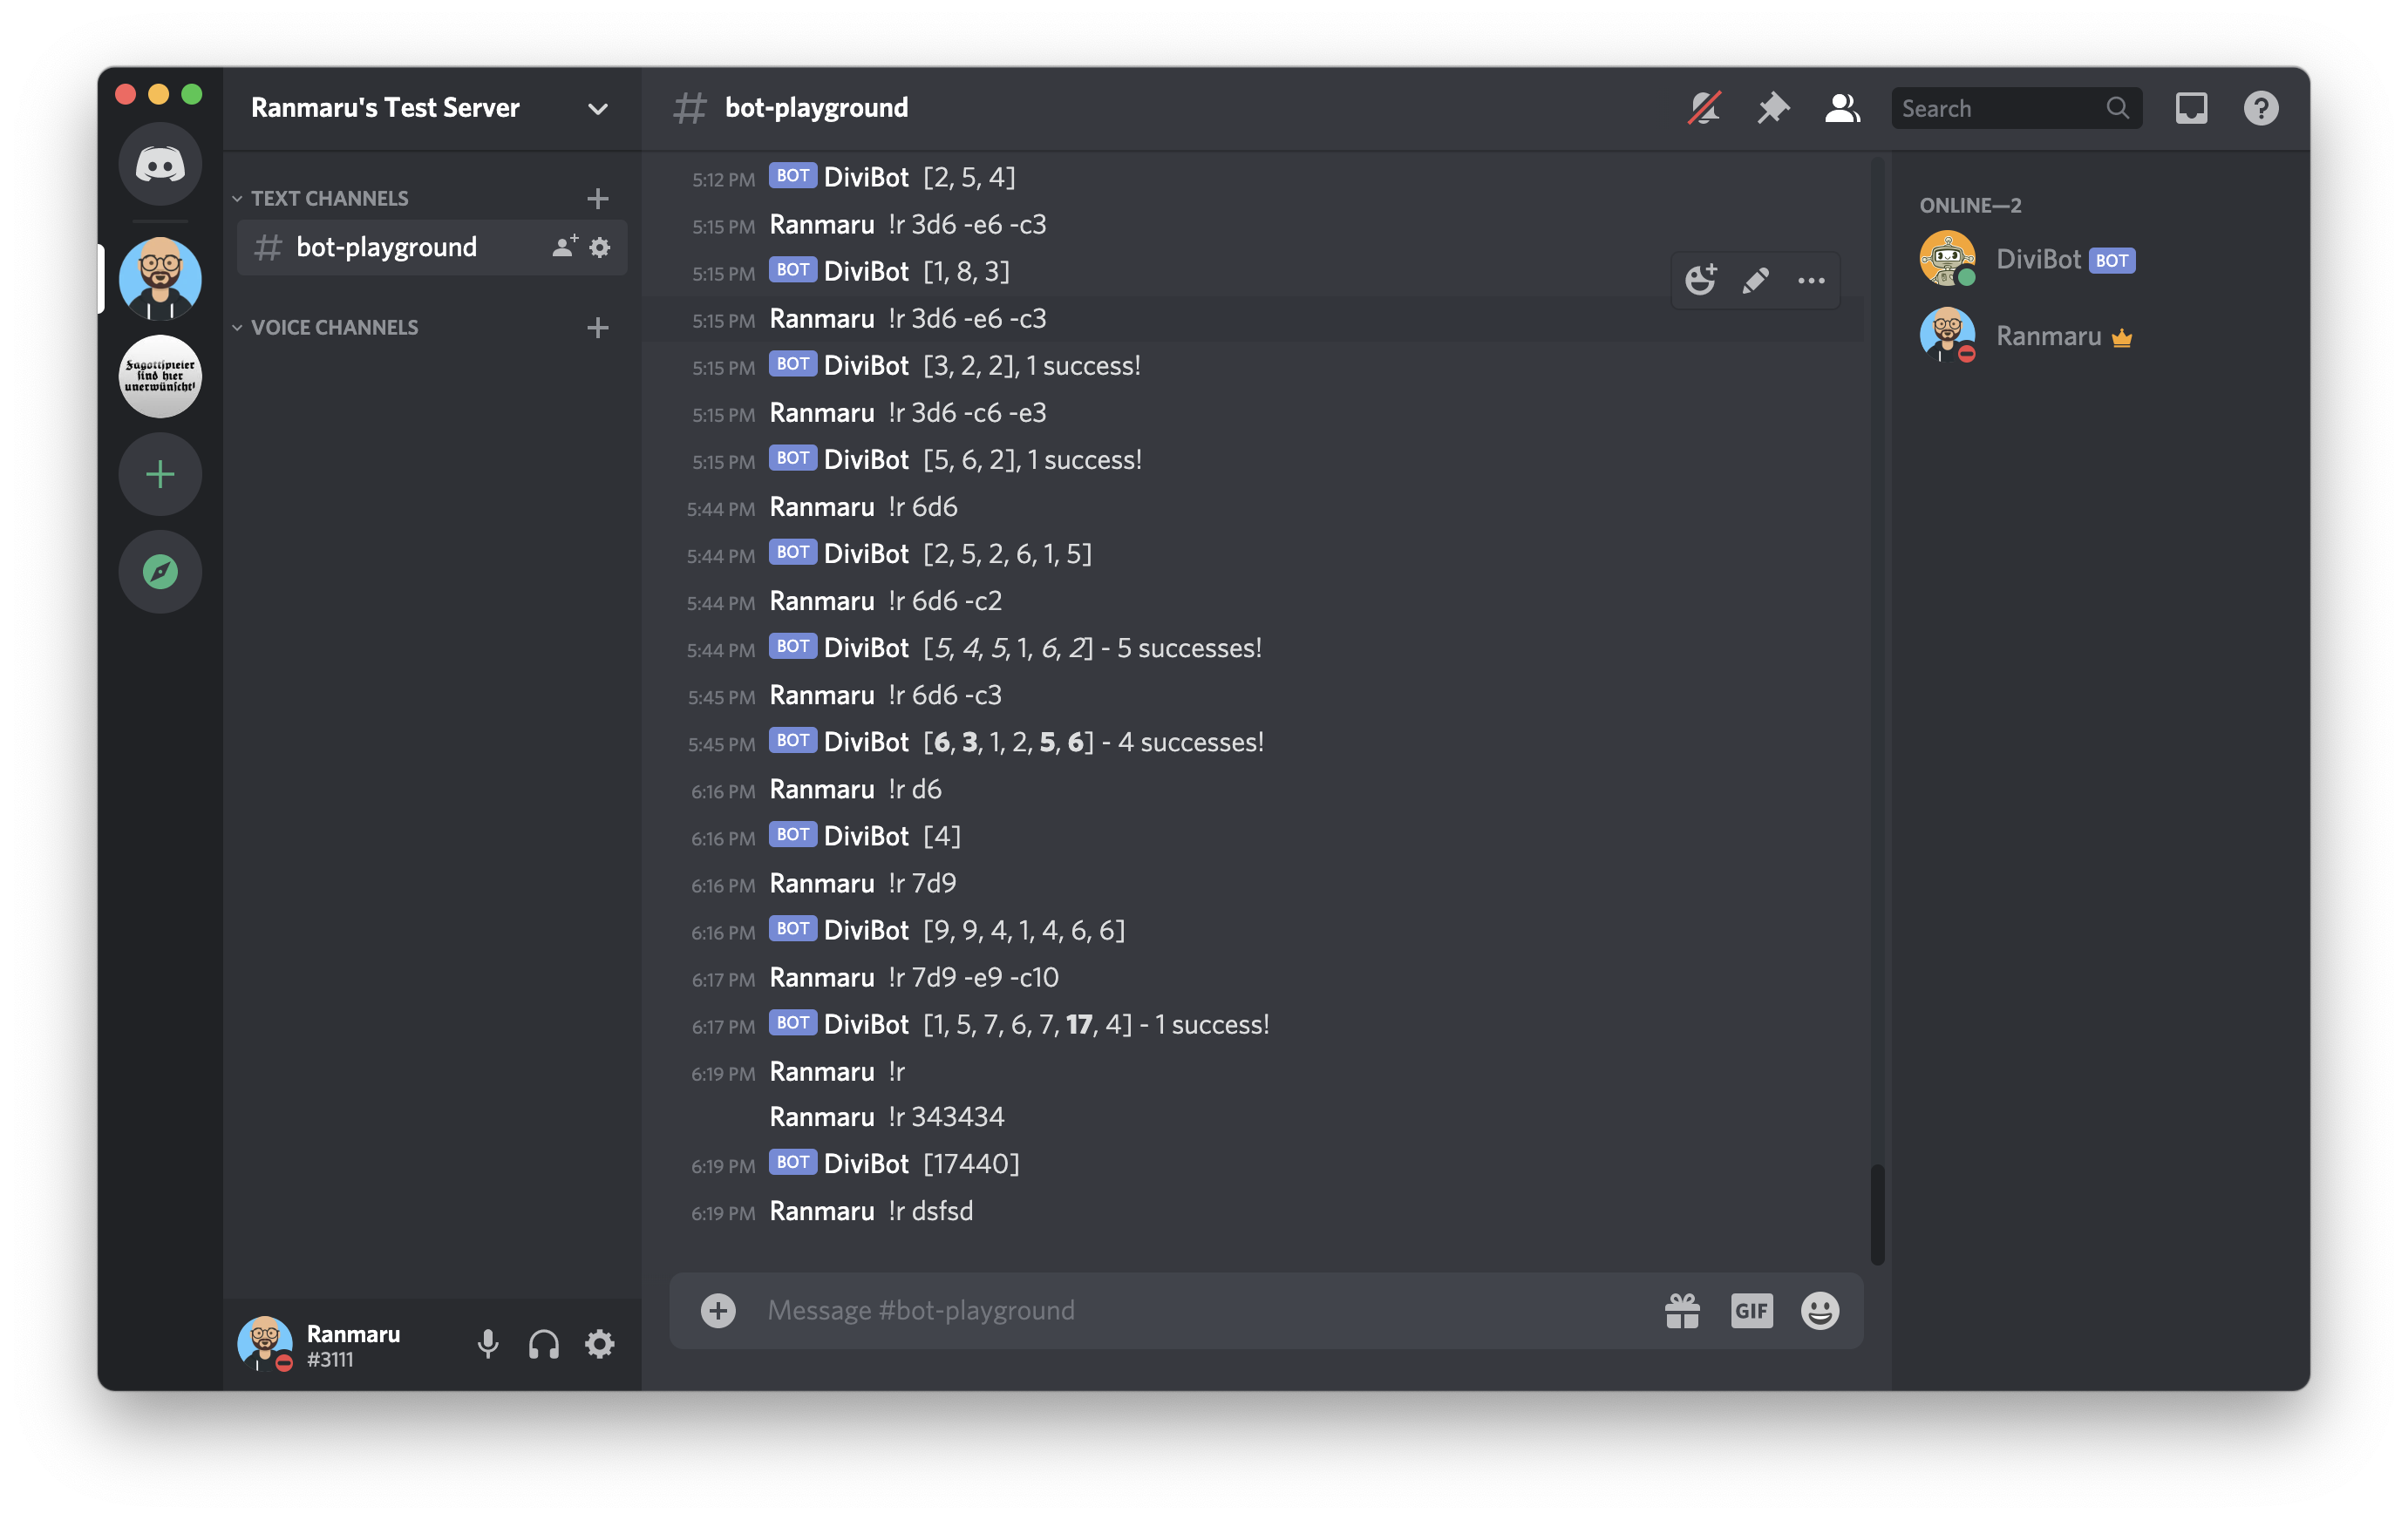 Ranmaru's Test Server
bot-playground
Search
TEXT CHANNELS
bot-playground
VOICE CHANNELS
Fagottspieler
sind hier
unerwünscht!
Ranmaru
#3111
5:12 PM BOT DiviBot [2, 5, 4]
5:15 PM Ranmaru !r 3d6 -e6 -c3
5:15 PM BOT DiviBot [1, 8, 3]
5:15 PM Ranmaru !r 3d6 -e6 -c3
5:15 PM BOT DiviBot [3, 2, 2], 1 success!
5:15 PM Ranmaru !r 3d6 -c6 -e3
5:15 PM BOT DiviBot [5, 6, 2], 1 success!
5:44 PM Ranmaru !r 6d6
5:44 PM BOT DiviBot [2, 5, 2, 6, 1, 5]
5:44 PM Ranmaru !r 6d6 -c2
5:44 PM BOT DiviBot [5, 4, 5, 1, 6, 2] - 5 successes!
5:45 PM Ranmaru !r 6d6 -c3
5:45 PM BOT DiviBot [6, 3, 1, 2, 5, 6] - 4 successes!
6:16 PM Ranmaru !r d6
6:16 PM BOT DiviBot [4]
6:16 PM Ranmaru !r 7d9
6:16 PM BOT DiviBot [9, 9, 4, 1, 4, 6, 6]
6:17 PM Ranmaru !r 7d9 -e9 -c10
6:17 PM BOT DiviBot [1, 5, 7, 6, 7, 17, 4] - 1 success!
6:19 PM Ranmaru !r
Ranmaru !r 343434
6:19 PM BOT DiviBot [17440]
6:19 PM Ranmaru !r dsfsd
Message #bot-playground
GIF
ONLINE—2
DiviBot BOT
Ranmaru